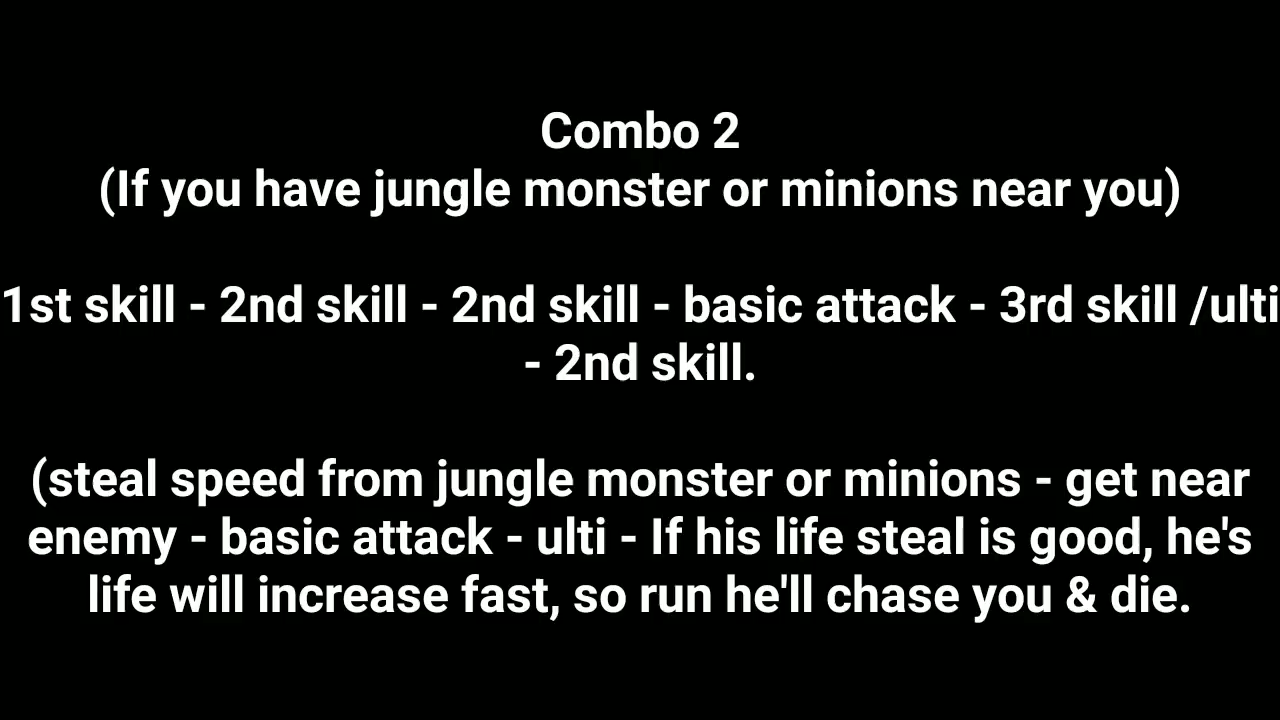 Combo 2
(If you have jungle monster or minions near you)
1st skill - 2nd skill - 2nd skill - basic attack - 3rd skill /ulti
- 2nd skill.
(steal speed from jungle monster or minions - get near
enemy - basic attack - ulti - If his life steal is good, he's
life will increase fast, so run he'll chase you & die.